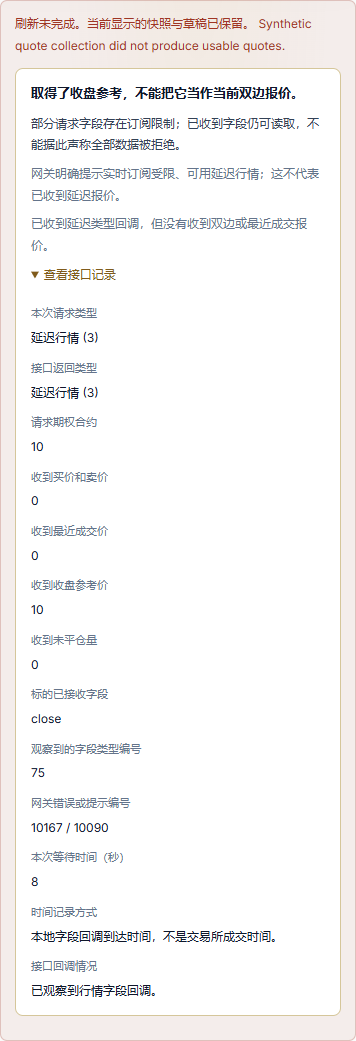 刷新未完成。当前显示的快照与草稿已保留。 Synthetic
quote collection did not produce usable quotes.
取得了收盘参考，不能把它当作当前双边报价。
部分请求字段存在订阅限制；已收到字段仍可读取，不
能据此声称全部数据被拒绝。
网关明确提示实时订阅受限、可用延迟行情；这不代表
已收到延迟报价。
已收到延迟类型回调，但没有收到双边或最近成交报
价。
▼ 查看接口记录
本次请求类型
延迟行情 (3)
接口返回类型
延迟行情 (3)
请求期权合约
10
收到买价和卖价
0
收到最近成交价
0
收到收盘参考价
10
收到未平仓量
0
标的已接收字段
close
观察到的字段类型编号
75
网关错误或提示编号
10167 / 10090
本次等待时间（秒）
8
时间记录方式
本地字段回调到达时间，不是交易所成交时间。
接口回调情况
已观察到行情字段回调。